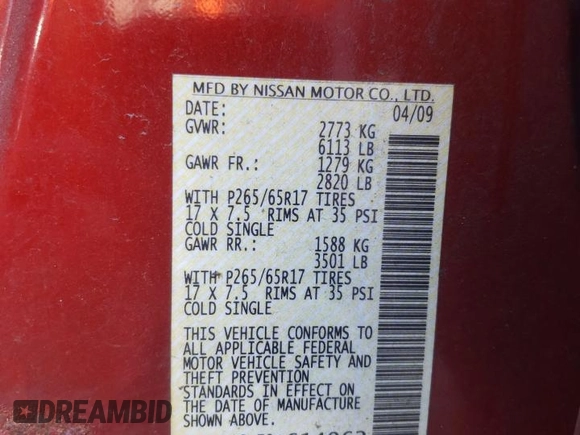 MFD BY NISSAN MOTOR CO., LTD.
DATE: 04/09
GVWR: 2773 KG
6113 LB
GAWR FR.: 1279 KG
2820 LB
WITH P265/65R17 TIRES
17 X 7.5 RIMS AT 35 PSI
COLD SINGLE
GAWR RR.: 1588 KG
3501 LB
WITH P265/65R17 TIRES
17 X 7.5 RIMS AT 35 PSI
COLD SINGLE
THIS VEHICLE CONFORMS TO
ALL APPLICABLE FEDERAL
MOTOR VEHICLE SAFETY AND
THEFT PREVENTION
STANDARDS IN EFFECT ON
THE DATE OF MANUFACTURE
SHOWN ABOVE.
DREAMBID